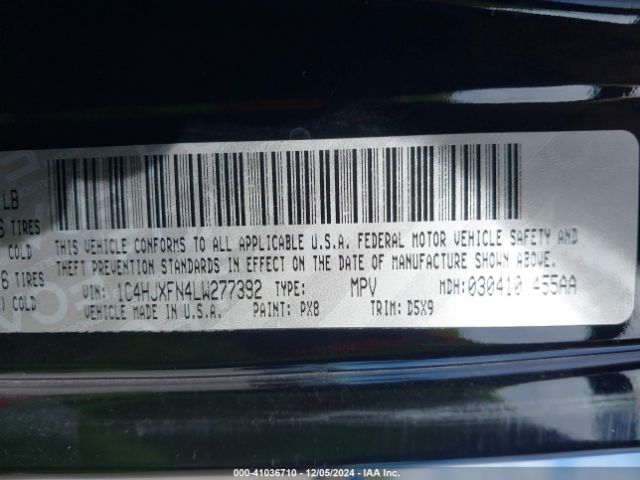 LB
TIRES
COLD
6 TIRES
) COLD
THIS VEHICLE CONFORMS TO ALL APPLICABLE U.S.A. FEDERAL MOTOR VEHICLE SAFETY AND
THEFT PREVENTION STANDARDS IN EFFECT ON THE DATE OF MANUFACTURE SHOWN ABOVE.
VIN: 1C4HJXFN4LW277392 TYPE: MPV MDH: 030410 455AA
VEHICLE MADE IN U.S.A. PAINT: PX8 TRIM: D5X9
000-41036710 - 12/05/2024 - IAA Inc.